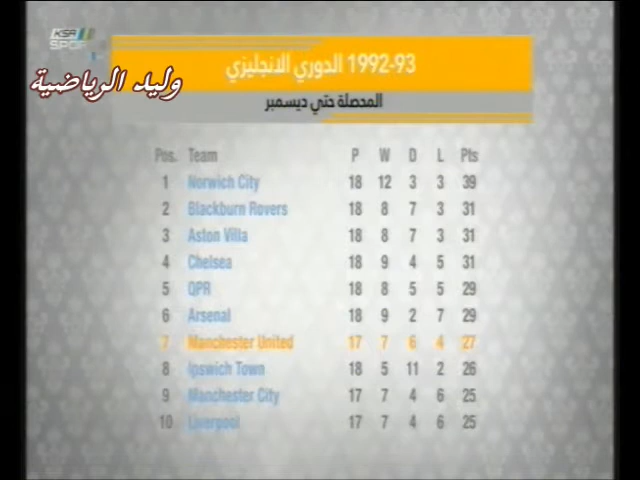 KSA
SPORT
وليد الرياضية
1992-93 الدوري الانجليزي
المحصلة حتي ديسمبر
Pos. Team P W D L Pts
1 Norwich City 18 12 3 3 39
2 Blackburn Rovers 18 8 7 3 31
3 Aston Villa 18 8 7 3 31
4 Chelsea 18 9 4 5 31
5 QPR 18 8 5 5 29
6 Arsenal 18 9 2 7 29
7 Manchester United 17 7 6 4 27
8 Ipswich Town 18 5 11 2 26
9 Manchester City 17 7 4 6 25
10 Liverpool 17 7 4 6 25